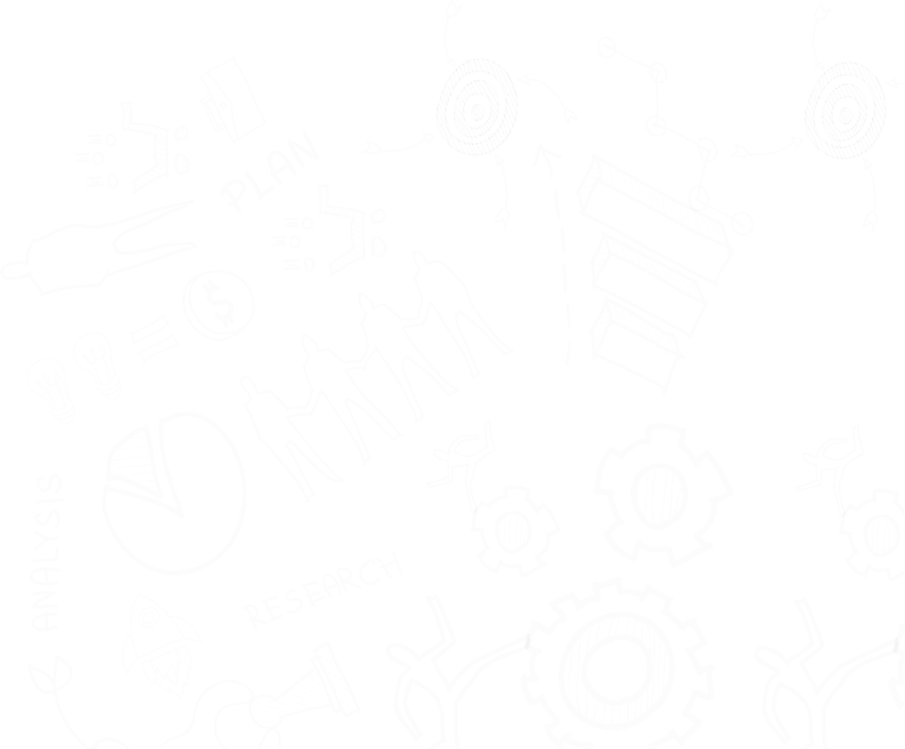 PLAN
$
=
ANALYSIS
RESEARCH